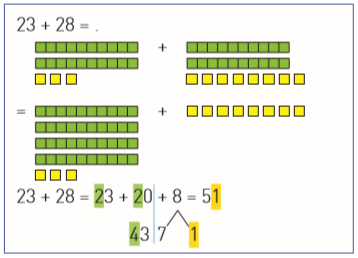 23 + 28 = .
+
= +
23 + 28 = 23 + 20 + 8 = 51
43 7 1